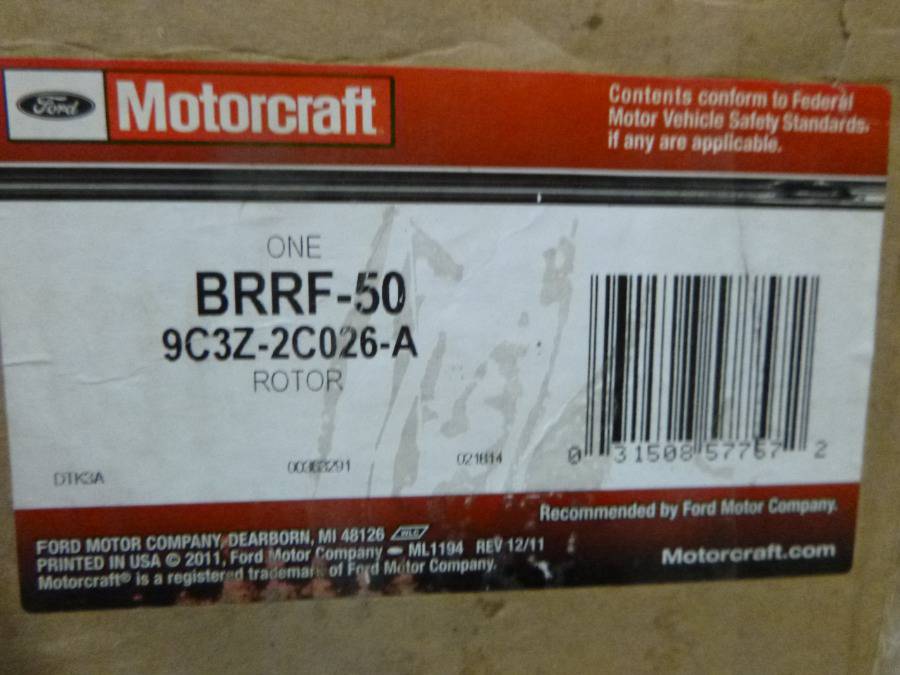 Ford Motorcraft
Contents conform to Federal
Motor Vehicle Safety Standards,
if any are applicable.
ONE
BRRF-50
9C3Z-2C026-A
ROTOR
DTK3A
0 31508 57767 2
Recommended by Ford Motor Company.
FORD MOTOR COMPANY, DEARBORN, MI 48126
PRINTED IN USA © 2011, Ford Motor Company ML1194 REV 12/11
Motorcraft® is a registered trademark of Ford Motor Company.
Motorcraft.com